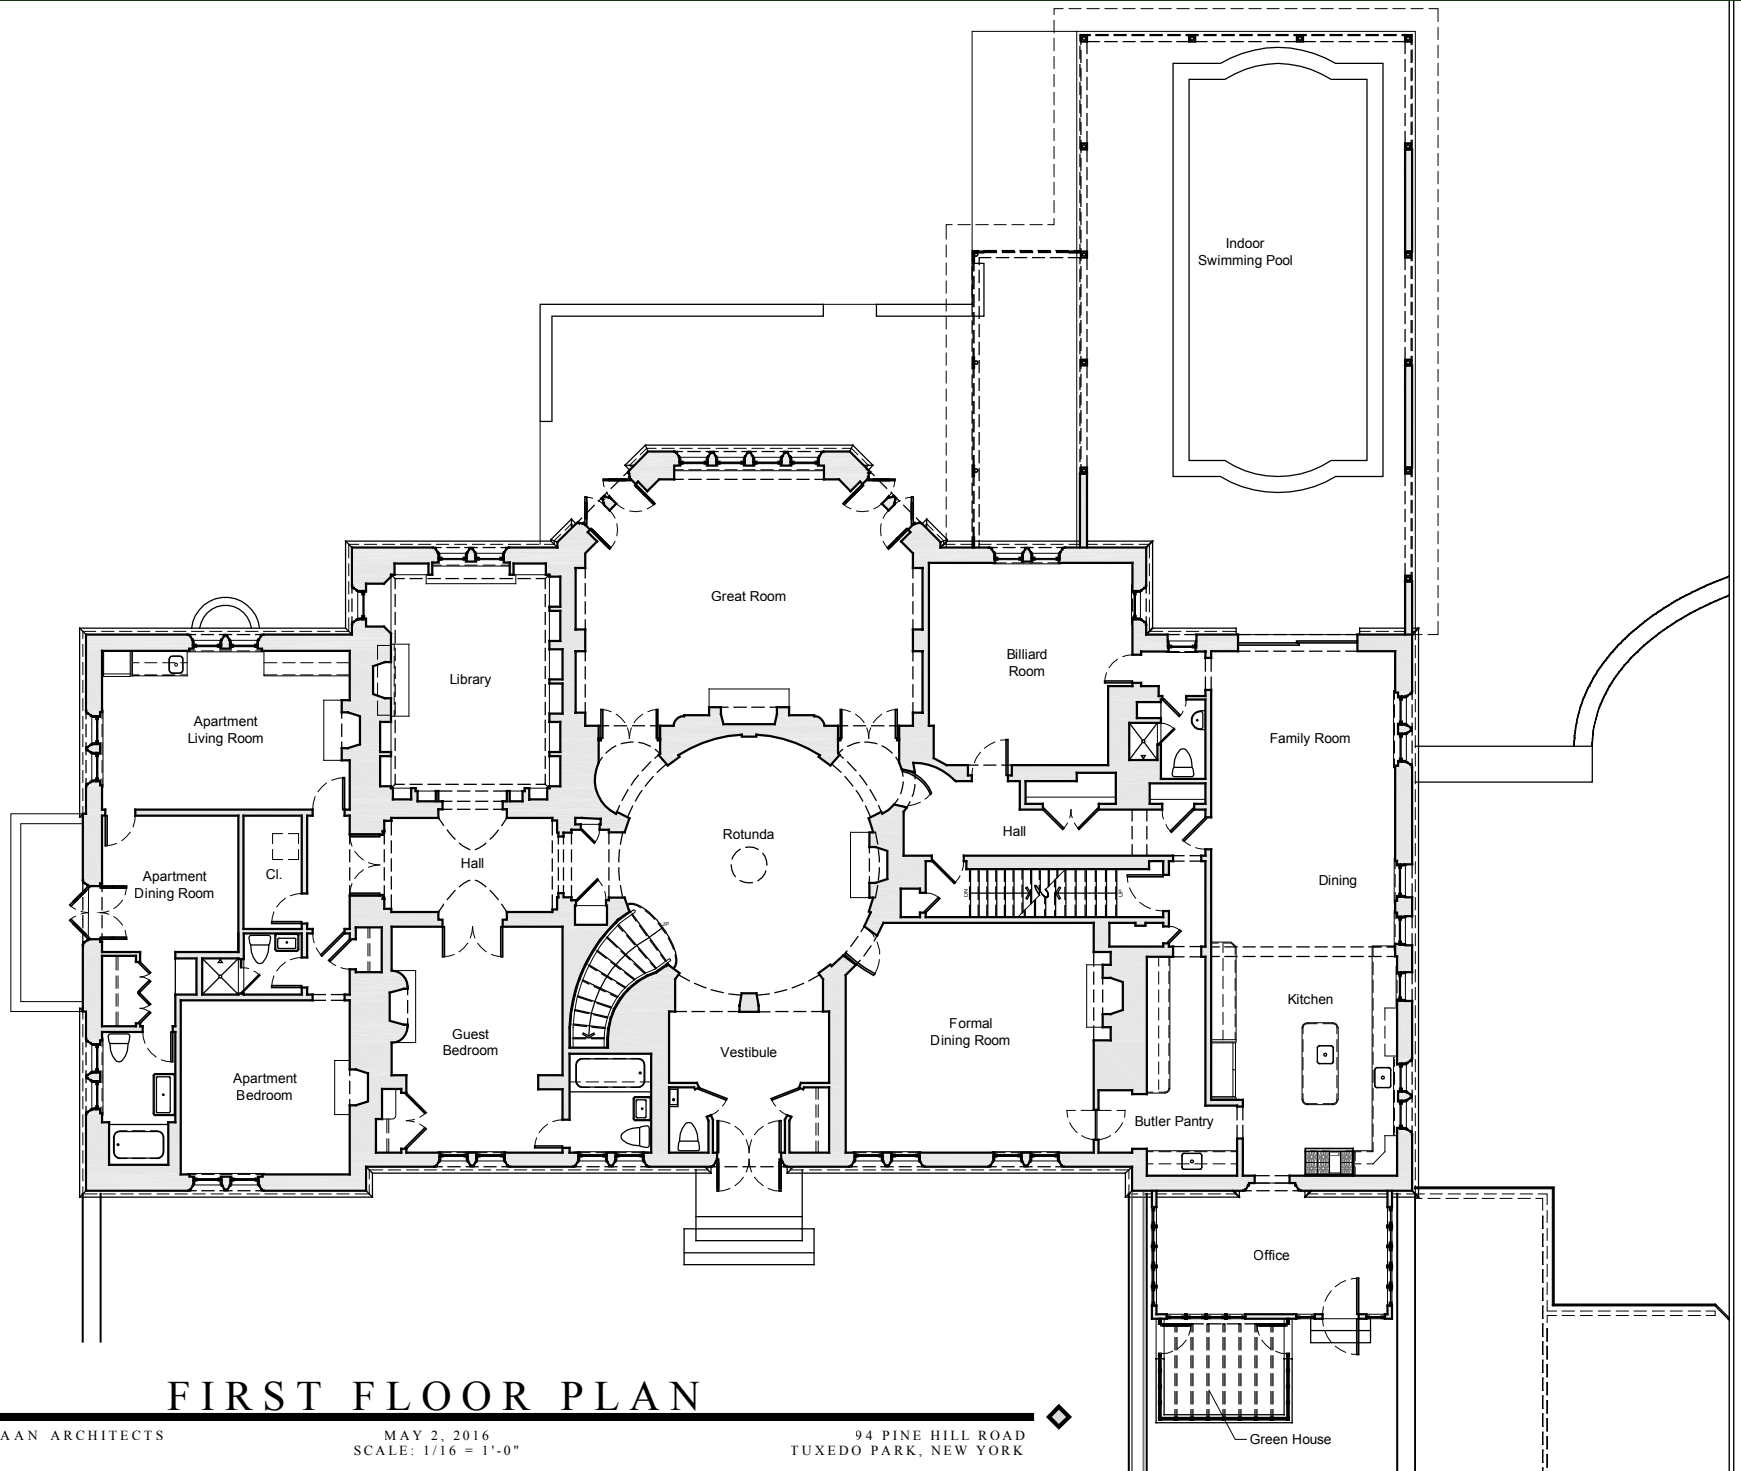 Indoor
Swimming Pool
Great Room
Billiard
Room
Library
Apartment
Living Room
Family Room
Rotunda
Hall
Hall
Cl.
Apartment
Dining Room
Dining
Kitchen
Formal
Dining Room
Guest
Bedroom
Vestibule
Apartment
Bedroom
Butler Pantry
Office
Green House
FIRST FLOOR PLAN
AAN ARCHITECTS
MAY 2, 2016
SCALE: 1/16 = 1'-0"
94 PINE HILL ROAD
TUXEDO PARK, NEW YORK